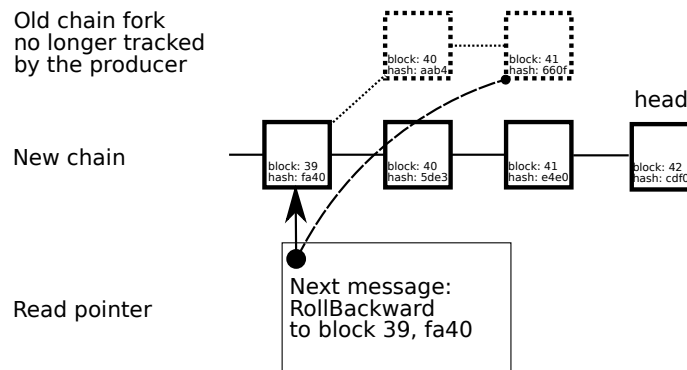 Old chain fork
no longer tracked
by the producer
block: 40
hash: aab4
block: 41
hash: 660f
head
New chain
block: 39
hash: fa40
block: 40
hash: 5de3
block: 41
hash: e4e0
block: 42
hash: cdf0
Read pointer
Next message:
RollBackward
to block 39, fa40